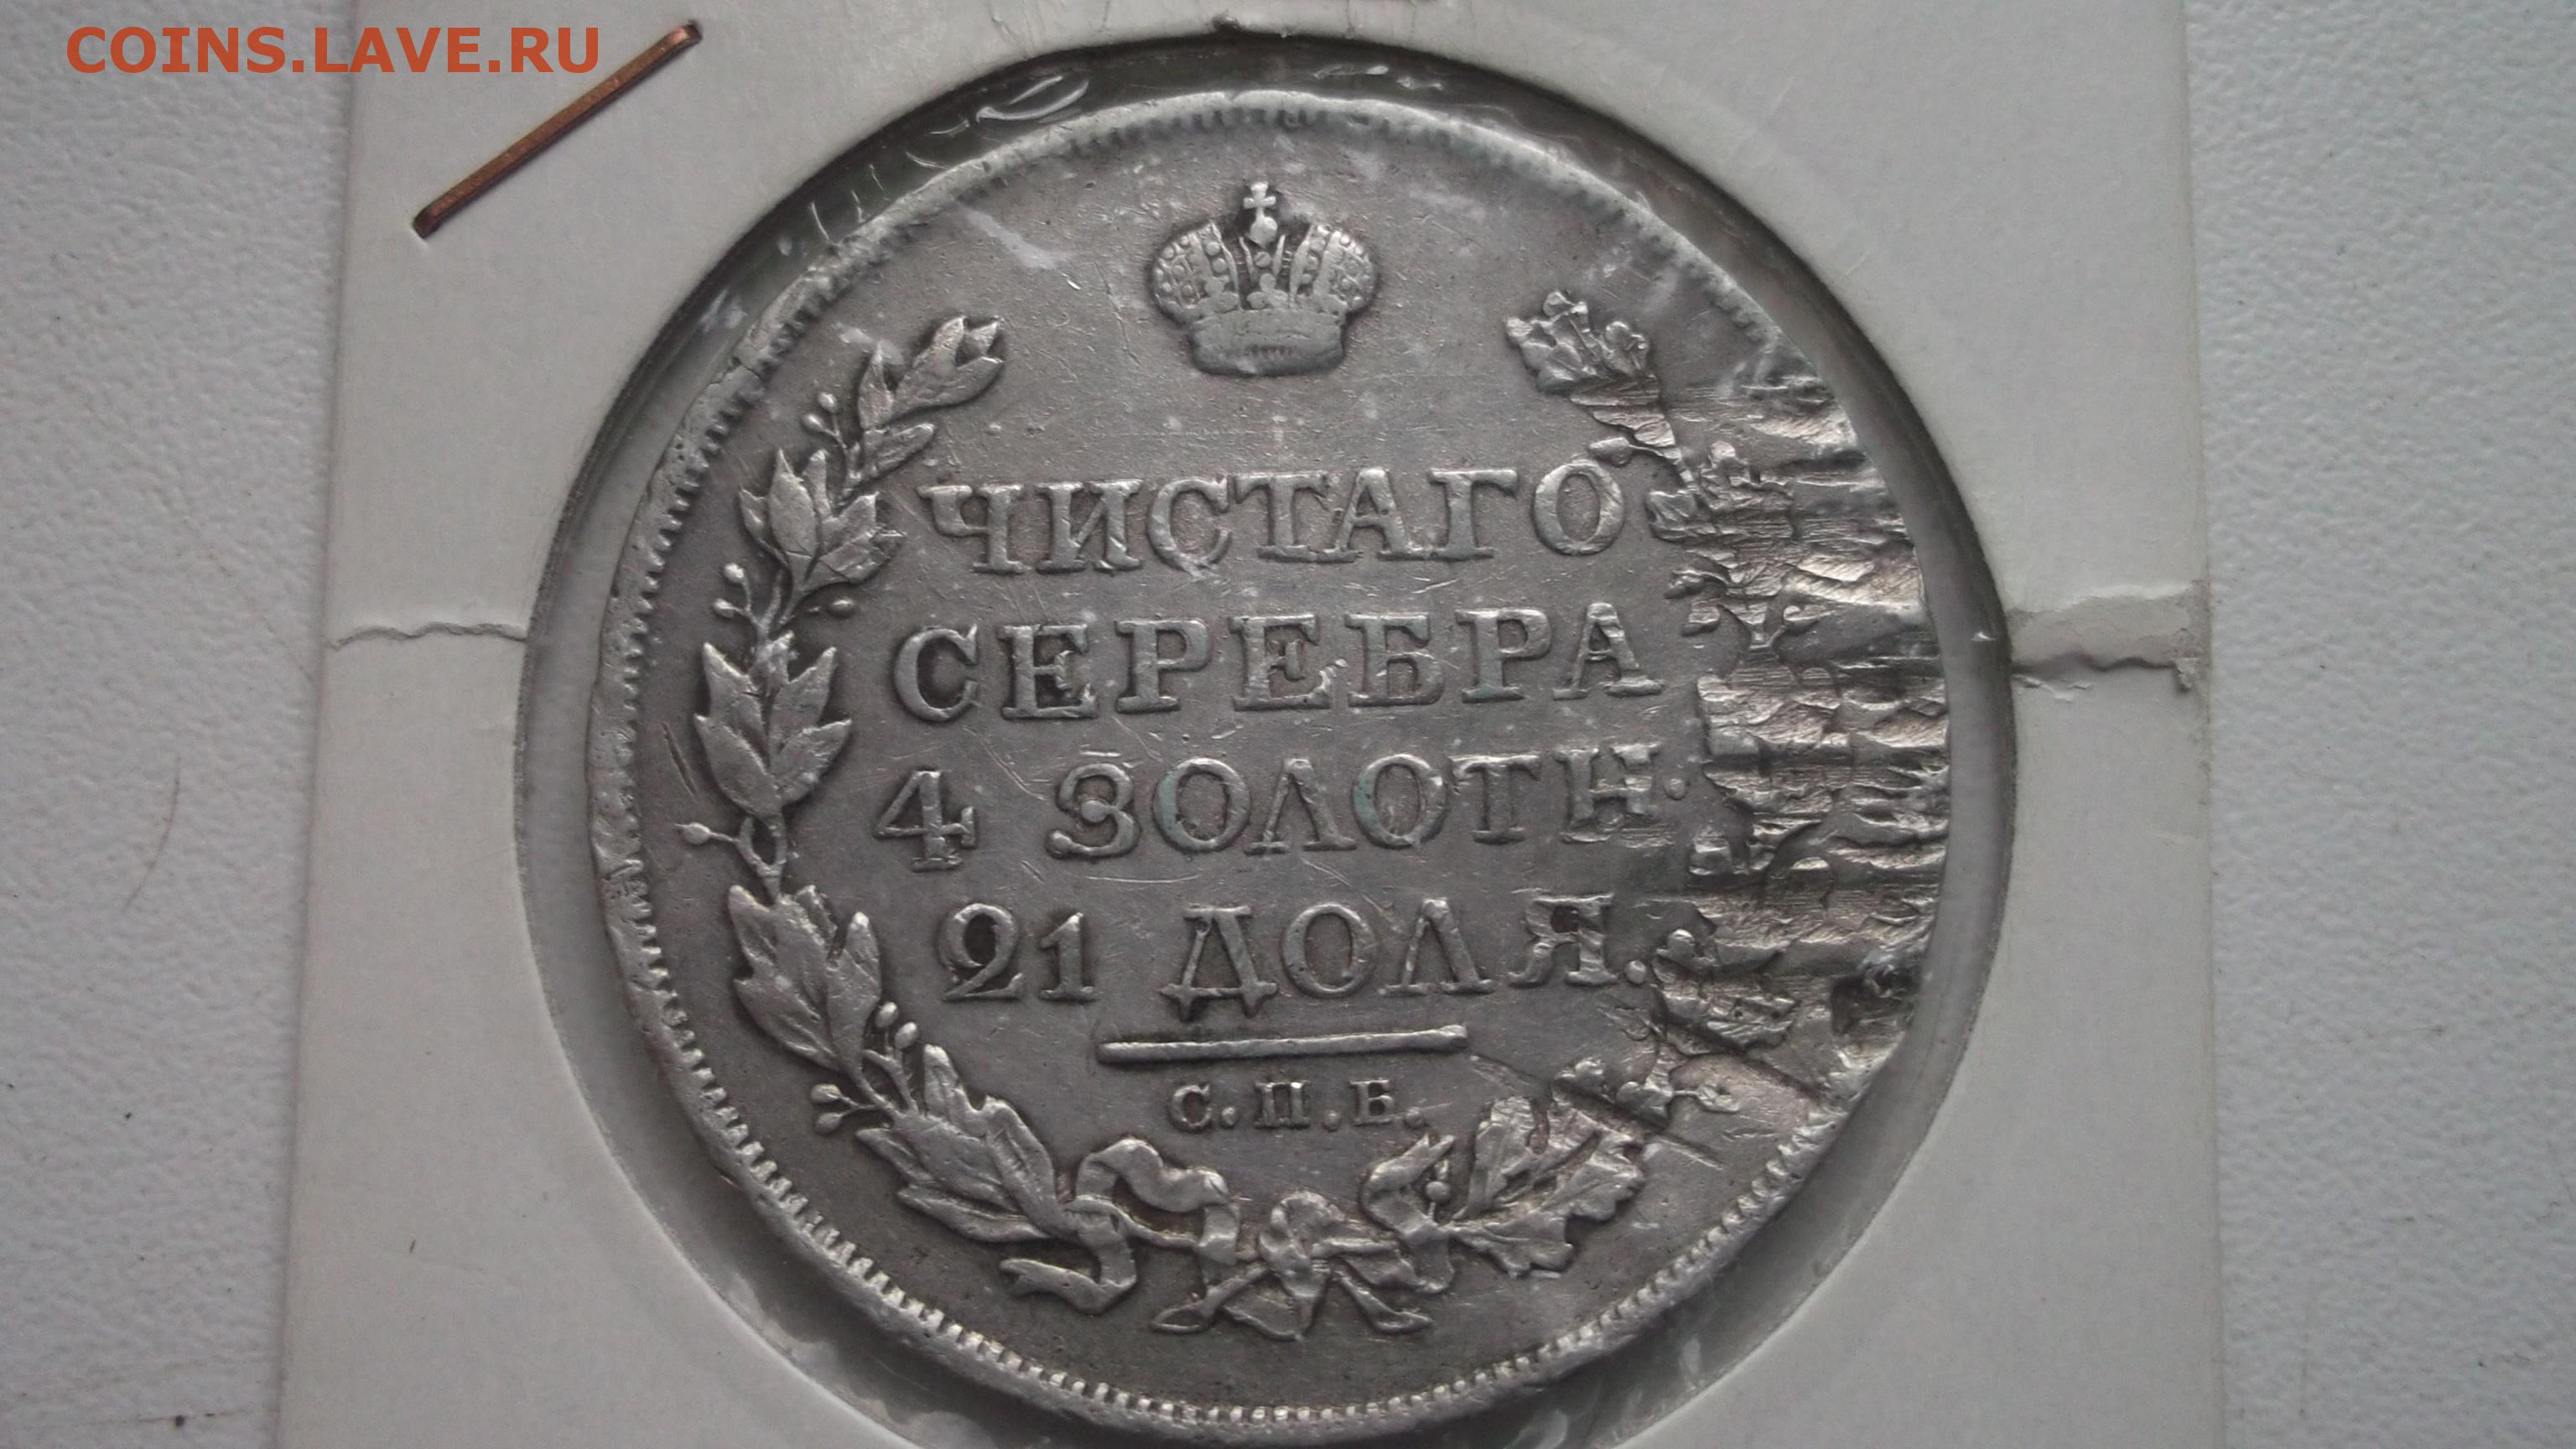 COINS.LAVE.RU
ЧИСТАГО
СЕРЕБРА
4 ЗОЛОТН.
21 ДОЛЯ.
С.П.Б.